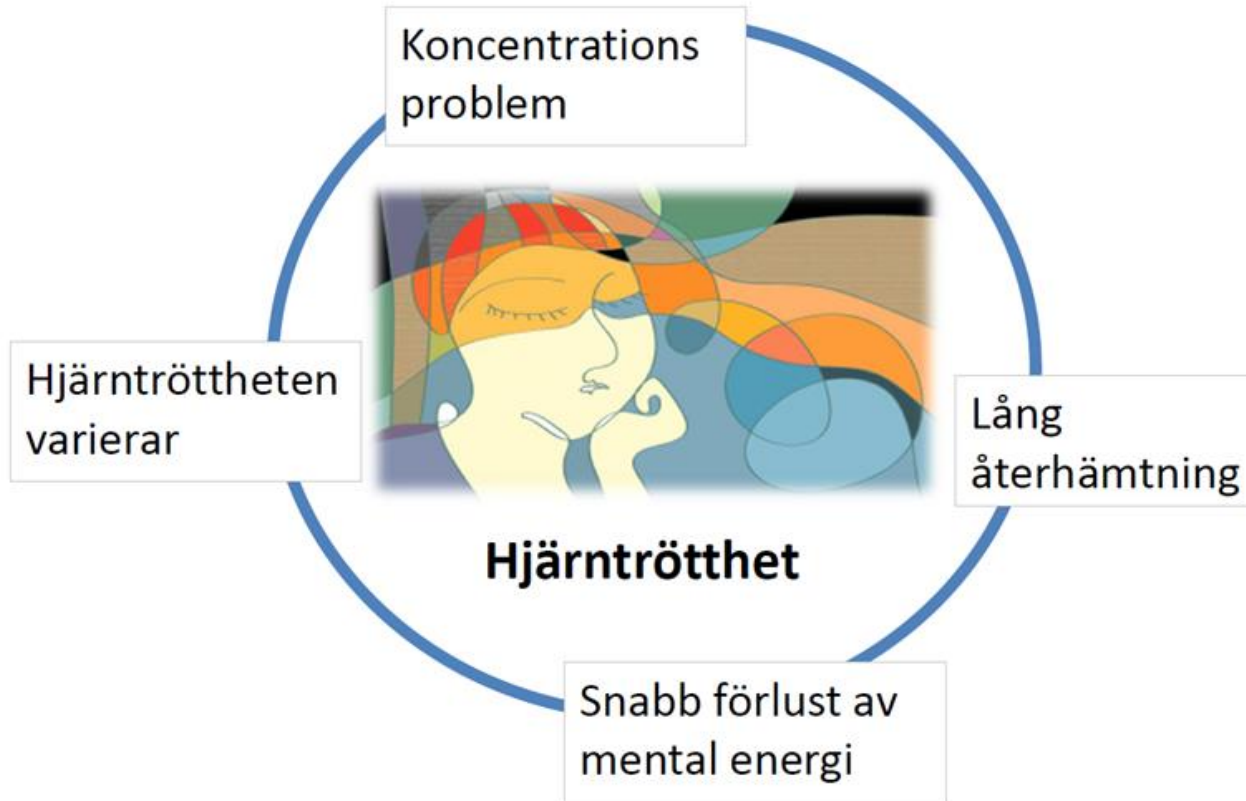 Koncentrations
problem
Hjärntröttheten
varierar
Lång
återhämtning
Hjärntrötthet
Snabb förlust av
mental energi